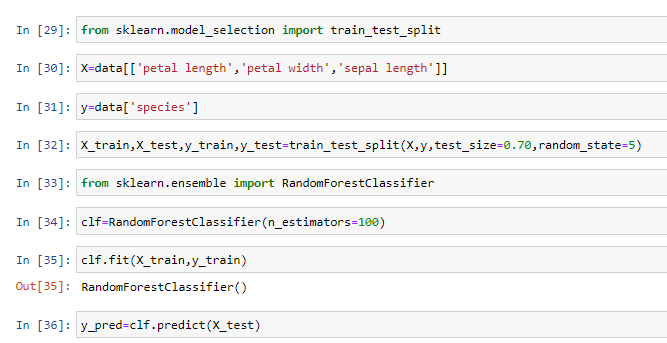 In [29]: from sklearn.model_selection import train_test_split
In [30]: X=data[['petal length','petal width','sepal length']]
In [31]: y=data['species']
In [32]: X_train,X_test,y_train,y_test=train_test_split(X,y,test_size=0.70,random_state=5)
In [33]: from sklearn.ensemble import RandomForestClassifier
In [34]: clf=RandomForestClassifier(n_estimators=100)
In [35]: clf.fit(X_train,y_train)
Out[35]: RandomForestClassifier()
In [36]: y_pred=clf.predict(X_test)